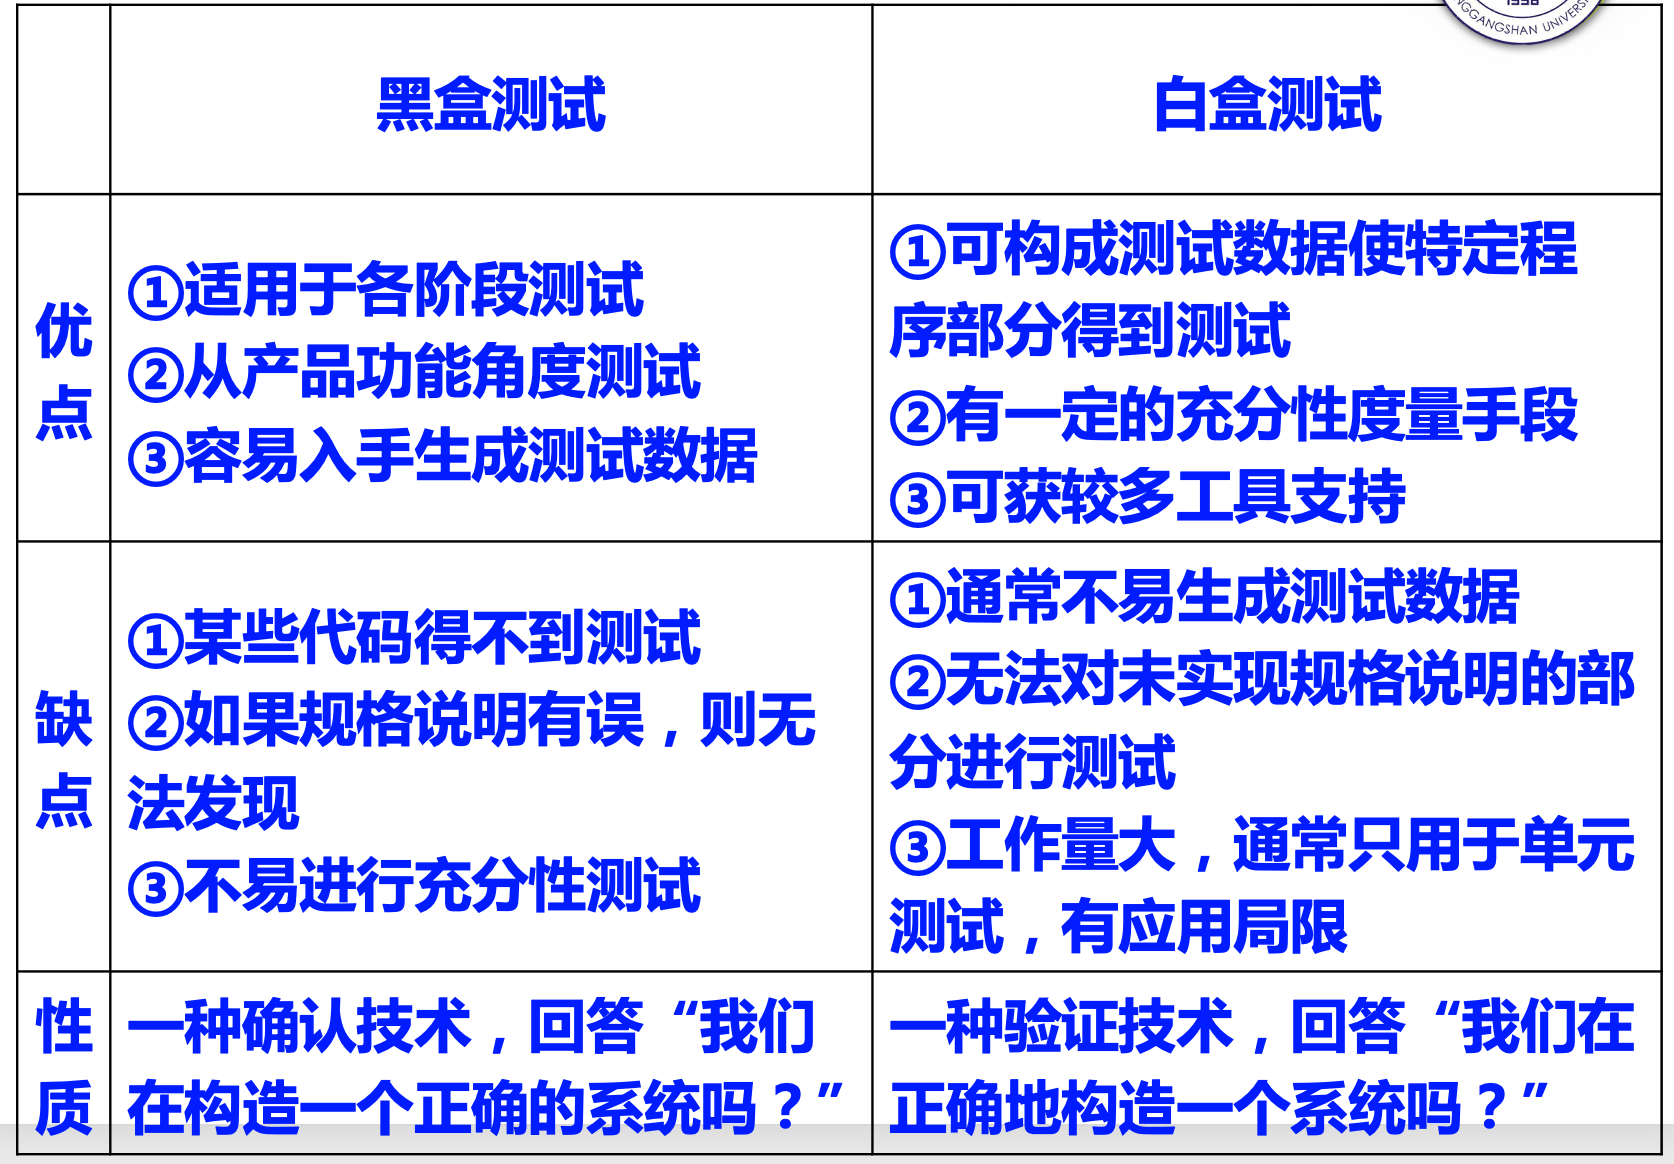 NGGANGSHAN UNIVERSI
黑盒测试
白盒测试
优
点
①适用于各阶段测试
②从产品功能角度测试
③容易入手生成测试数据
①可构成测试数据使特定程
序部分得到测试
②有一定的充分性度量手段
③可获较多工具支持
缺
点
①某些代码得不到测试
②如果规格说明有误，则无
法发现
③不易进行充分性测试
①通常不易生成测试数据
②无法对未实现规格说明的部
分进行测试
③工作量大，通常只用于单元
测试，有应用局限
性
质
一种确认技术，回答“我们
在构造一个正确的系统吗？”
一种验证技术，回答“我们在
正确地构造一个系统吗？”